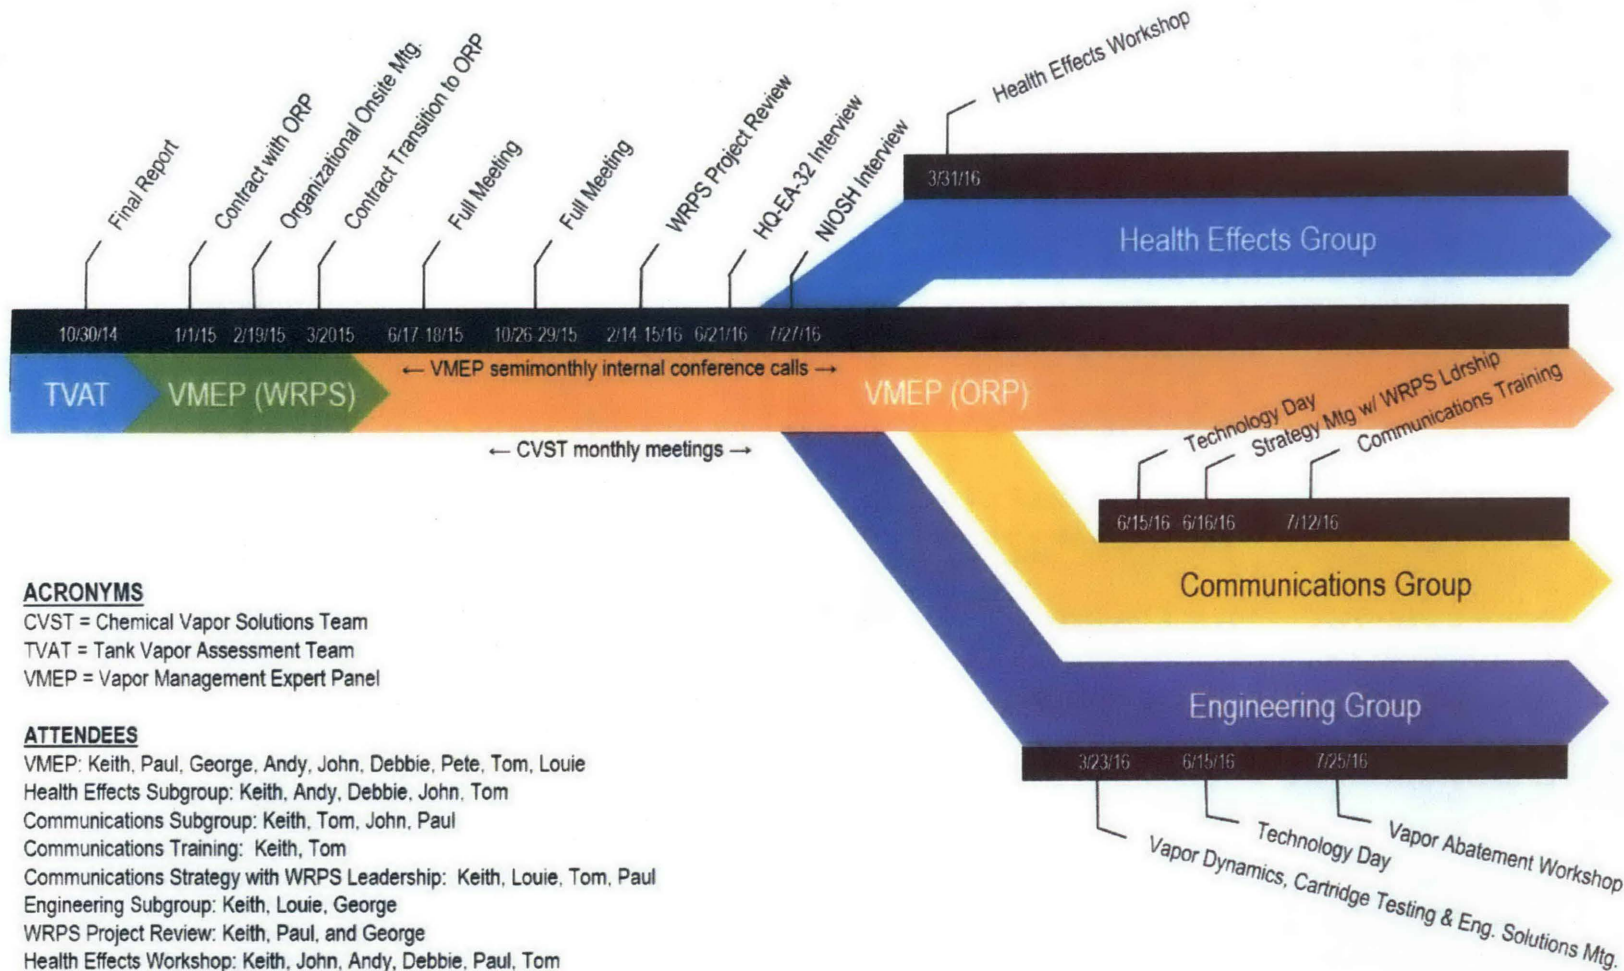 Health Effects Workshop
Final Report
Contract with ORP
Organizational Onsite Mtg.
Contract Transition to ORP
Full Meeting
Full Meeting
WRPS Project Review
HQ-EA-32 Interview
NIOSH Interview
3/31/16
Health Effects Group
10/30/14
1/1/15
2/19/15
3/2015
6/17-18/15
10/26-29/15
2/14-15/16
6/21/16
7/27/16
← VMEP semimonthly internal conference calls →
TVAT
VMEP (WRPS)
VMEP (ORP)
← CVST monthly meetings →
Technology Day
Strategy Mtg w/ WRPS Ldrship
Communications Training
6/15/16
6/16/16
7/12/16
Communications Group
Engineering Group
3/23/16
6/15/16
7/25/16
Vapor Dynamics, Cartridge Testing & Eng. Solutions Mtg.
Technology Day
Vapor Abatement Workshop
ACRONYMS
CVST = Chemical Vapor Solutions Team
TVAT = Tank Vapor Assessment Team
VMEP = Vapor Management Expert Panel
ATTENDEES
VMEP: Keith, Paul, George, Andy, John, Debbie, Pete, Tom, Louie
Health Effects Subgroup: Keith, Andy, Debbie, John, Tom
Communications Subgroup: Keith, Tom, John, Paul
Communications Training: Keith, Tom
Communications Strategy with WRPS Leadership: Keith, Louie, Tom, Paul
Engineering Subgroup: Keith, Louie, George
WRPS Project Review: Keith, Paul, and George
Health Effects Workshop: Keith, John, Andy, Debbie, Paul, Tom